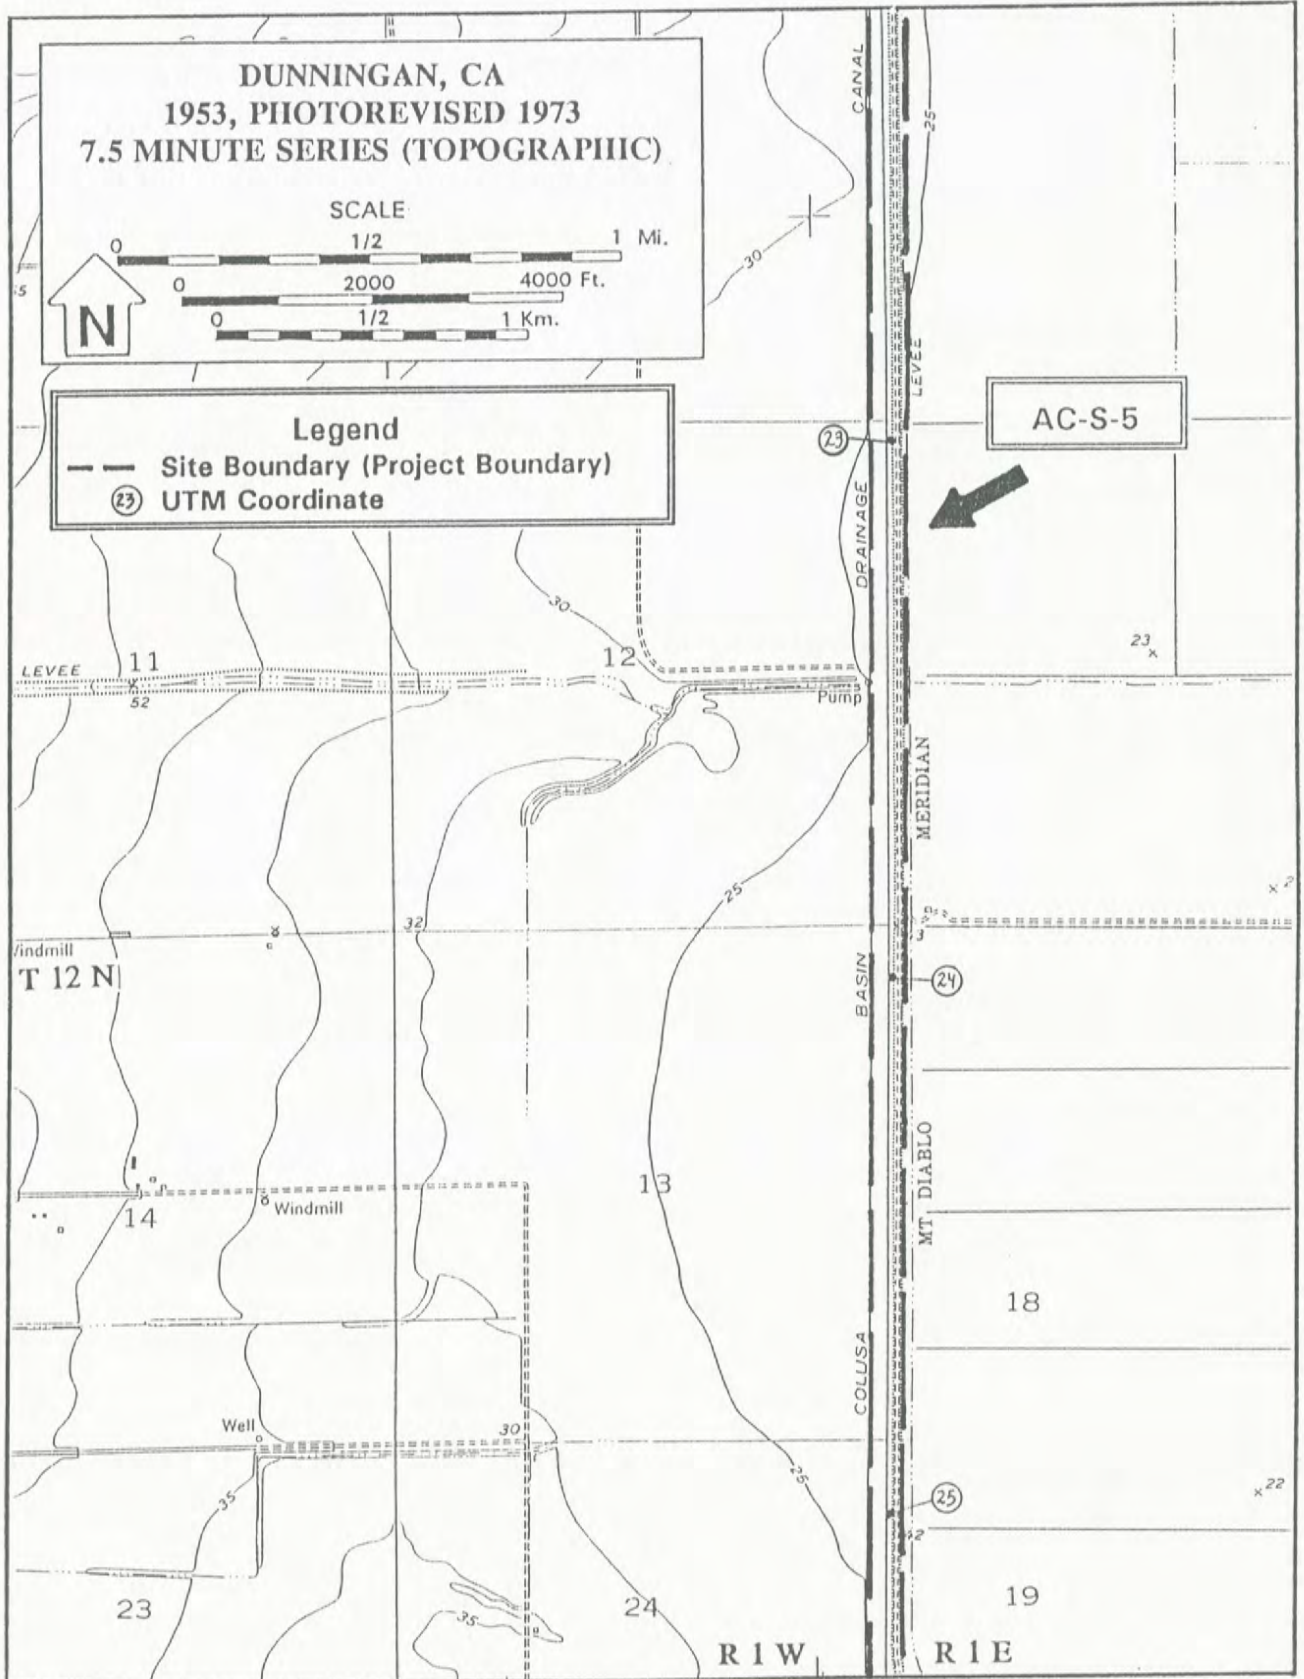 DUNNINGAN, CA
1953, PHOTOREVISED 1973
7.5 MINUTE SERIES (TOPOGRAPHIC)
SCALE
0 1/2 1 Mi.
0 2000 4000 Ft.
0 1/2 1 Km.
N
Legend
Site Boundary (Project Boundary)
23 UTM Coordinate
CANAL
25
30
LEVEE
AC-S-5
23
DRAINAGE
30
23
LEVEE
11
12
52
Pump
MERIDIAN
25
32
Windmill
T 12 N
BASIN
24
MT DIABLO
13
Windmill
14
18
COLUSA
Well
30
25
35
25
22
23
35
24
19
R 1 W
R 1 E